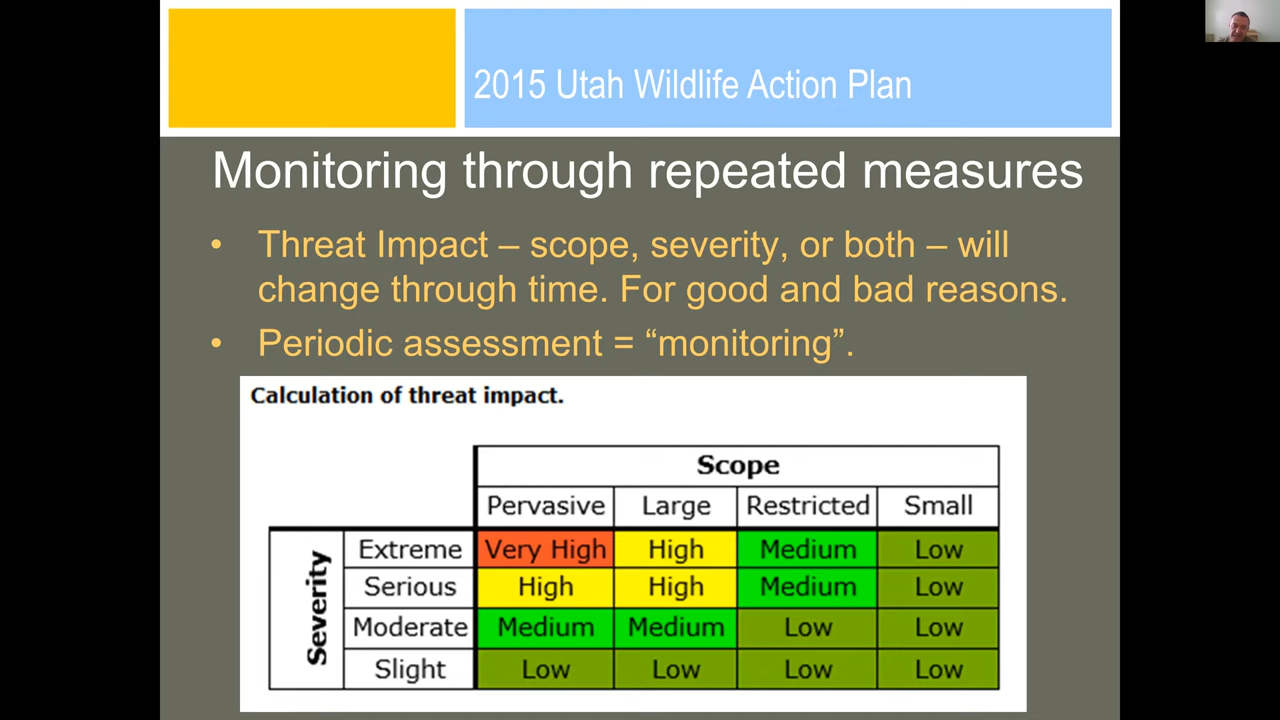 2015 Utah Wildlife Action Plan
Monitoring through repeated measures
• Threat Impact – scope, severity, or both – will
change through time. For good and bad reasons.
• Periodic assessment = “monitoring”.
Calculation of threat impact.
Scope
Pervasive Large Restricted Small
Severity
Extreme Very High High Medium Low
Serious High High Medium Low
Moderate Medium Medium Low Low
Slight Low Low Low Low